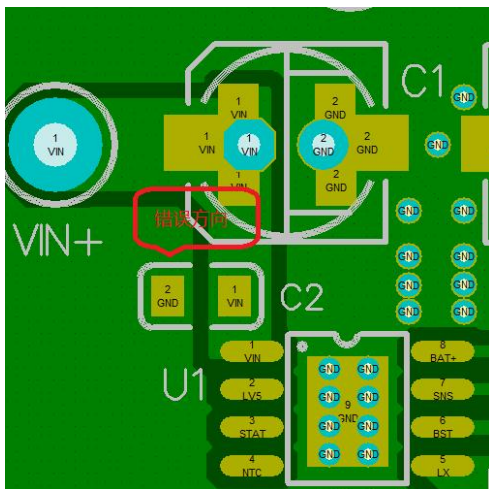 C1
GND
1
VIN
2
GND
1
VIN
1
VIN
1
VIN
2
GND
2
GND
GND
VIN
2
GND
错误方向
GND
GND
VIN+
GND
GND
2
GND
1
VIN
C2
GND
GND
GND
GND
1
VIN
8
BAT+
U1
GND
GND
2
LV5
7
SNS
GND
GND
9
GND
3
STAT
6
BST
GND
GND
4
NTC
GND
GND
5
LX